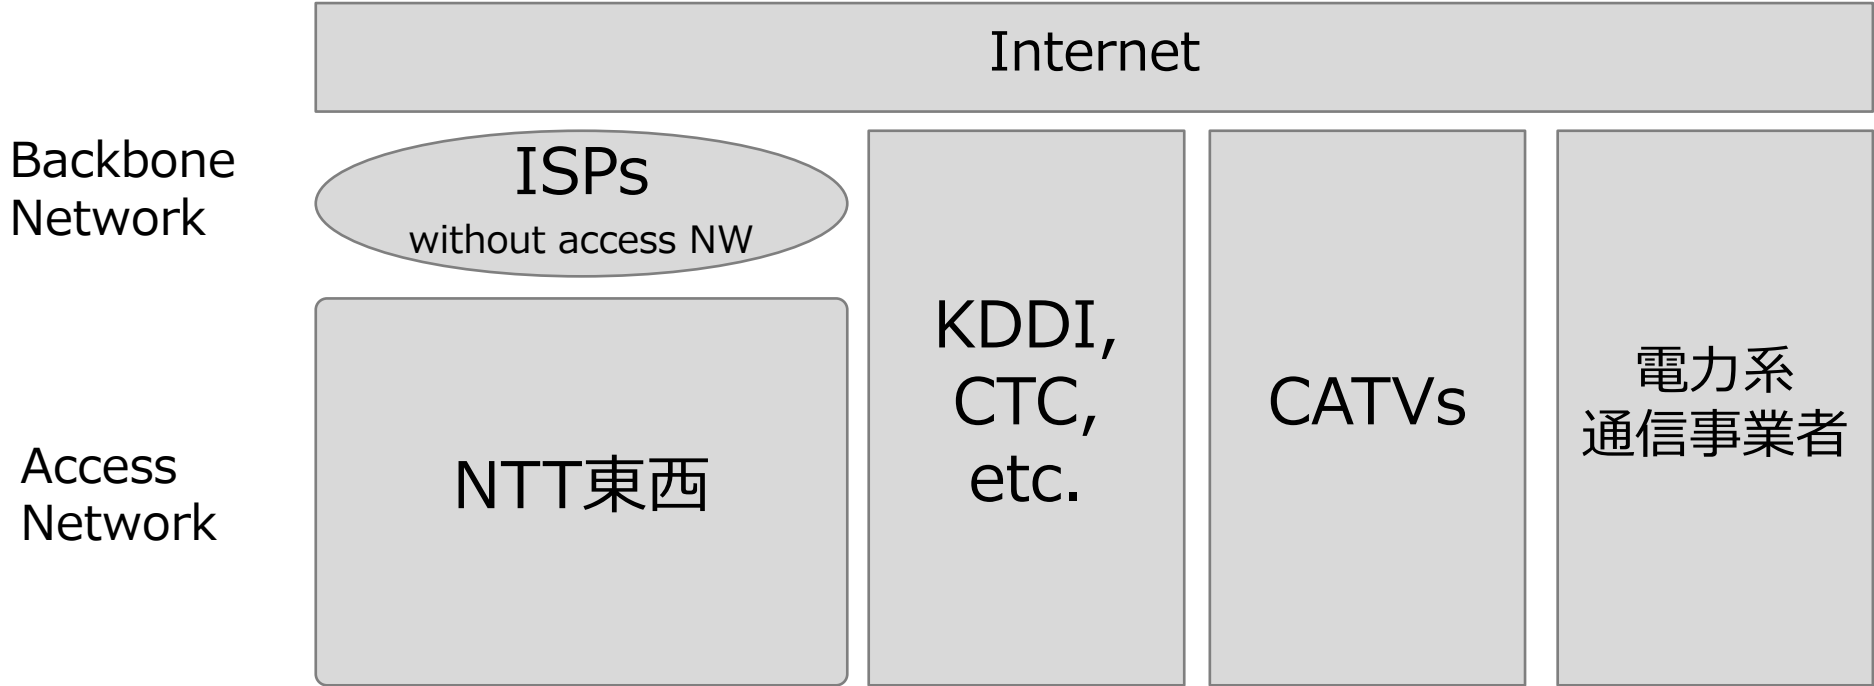 Internet
Backbone
Network
ISPs
without access NW
Access
Network
NTT東西
KDDI,
CTC,
etc.
CATVs
電力系
通信事業者